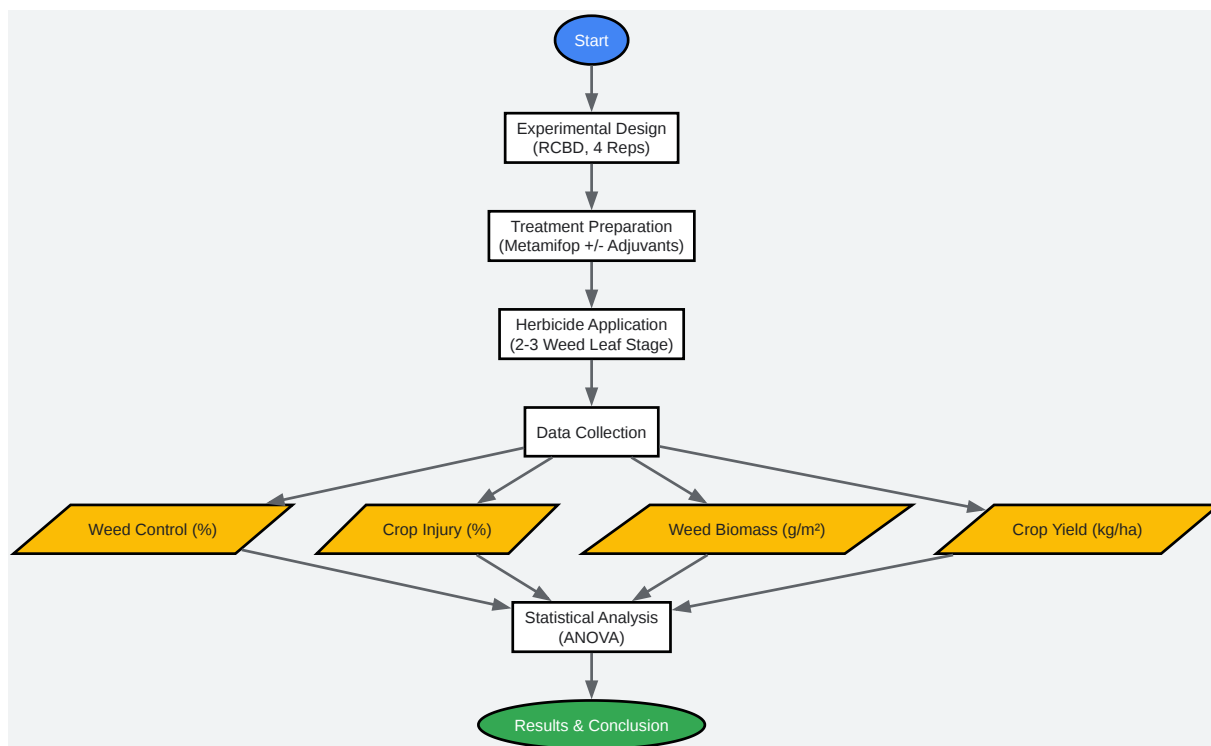 Start
Experimental Design
(RCBD, 4 Reps)
Treatment Preparation
(Metamifop +/- Adjuvants)
Herbicide Application
(2-3 Weed Leaf Stage)
Data Collection
Weed Control (%)
Crop Injury (%)
Weed Biomass (g/m²)
Crop Yield (kg/ha)
Statistical Analysis
(ANOVA)
Results & Conclusion